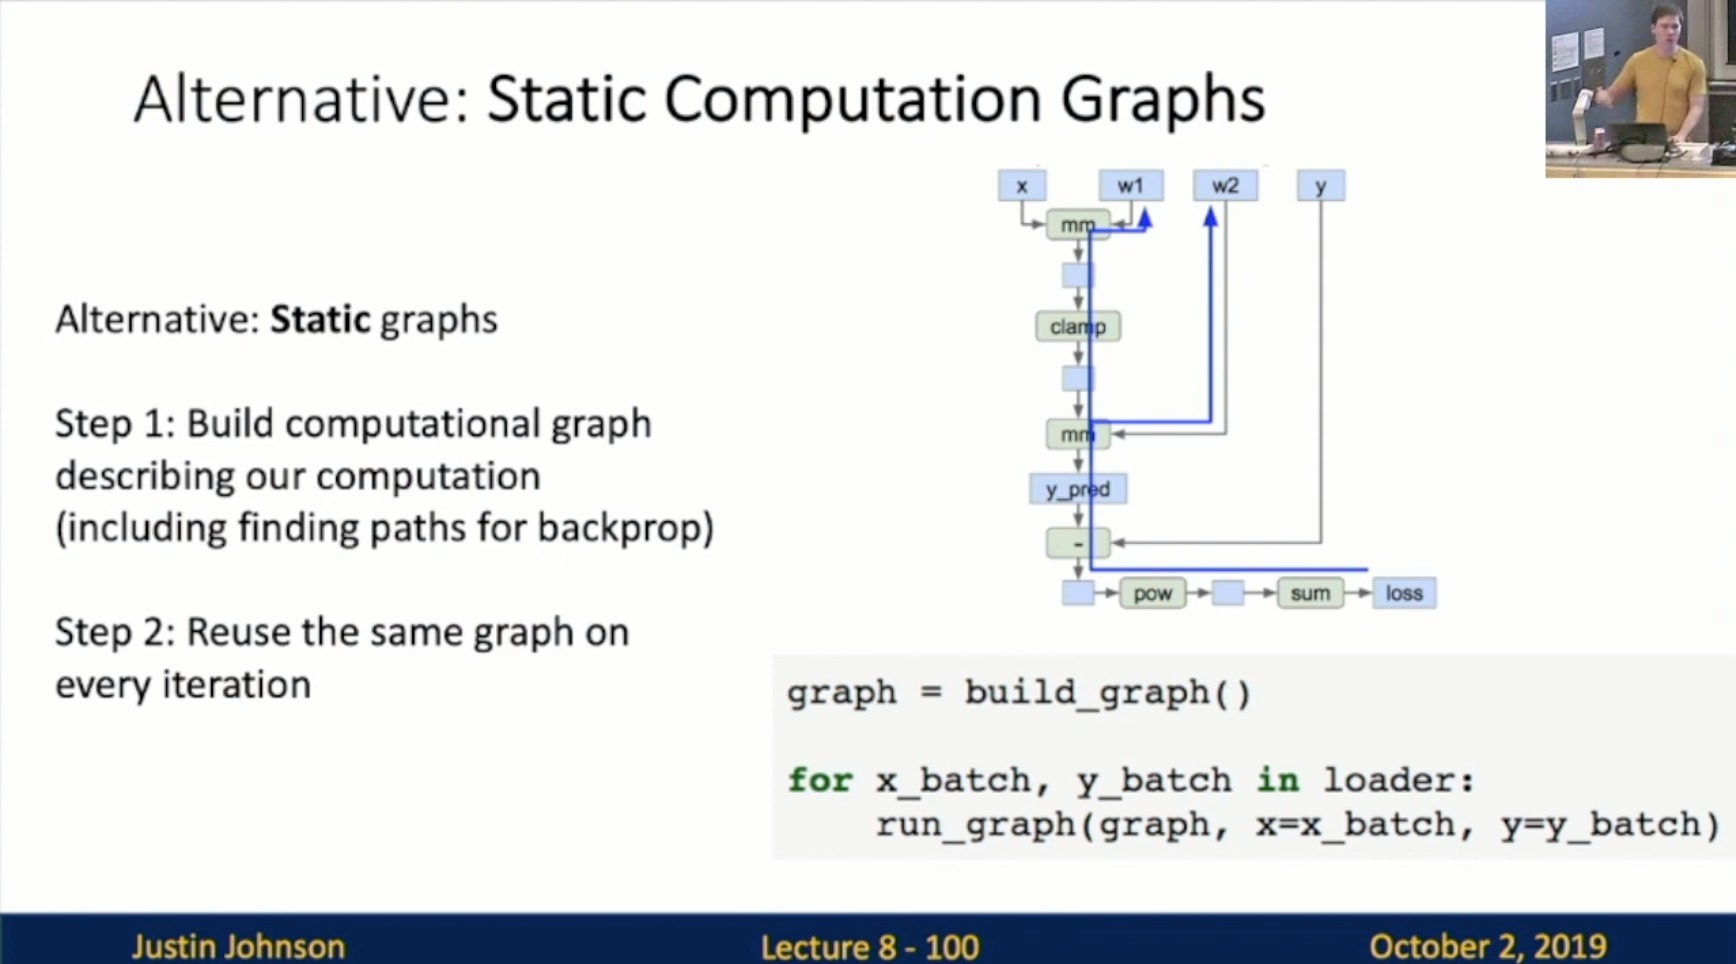 Alternative: Static Computation Graphs
x w1 w2 y
mm
clamp
mm
y_pred
-
pow sum loss
Alternative: Static graphs
Step 1: Build computational graph
describing our computation
(including finding paths for backprop)
Step 2: Reuse the same graph on
every iteration
graph = build_graph()
for x_batch, y_batch in loader:
run_graph(graph, x=x_batch, y=y_batch)
Justin Johnson
Lecture 8 - 100
October 2, 2019